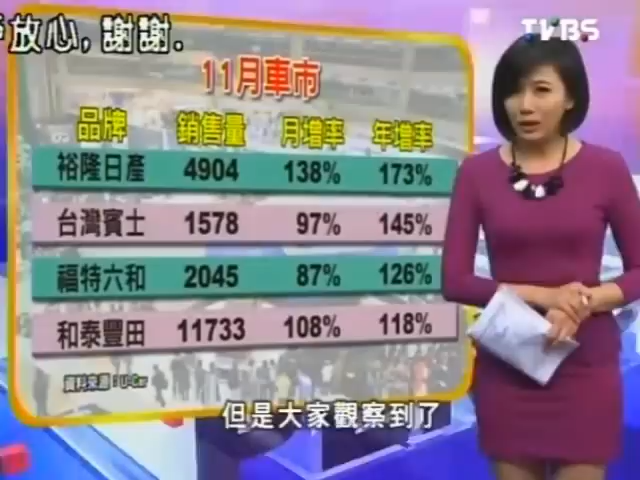 放心, 謝謝.
TVBS
11月車市
品牌 銷售量 月增率 年增率
裕隆日產 4904 138% 173%
台灣賓士 1578 97% 145%
福特六和 2045 87% 126%
和泰豐田 11733 108% 118%
資料來源：U-Car
但是大家觀察到了